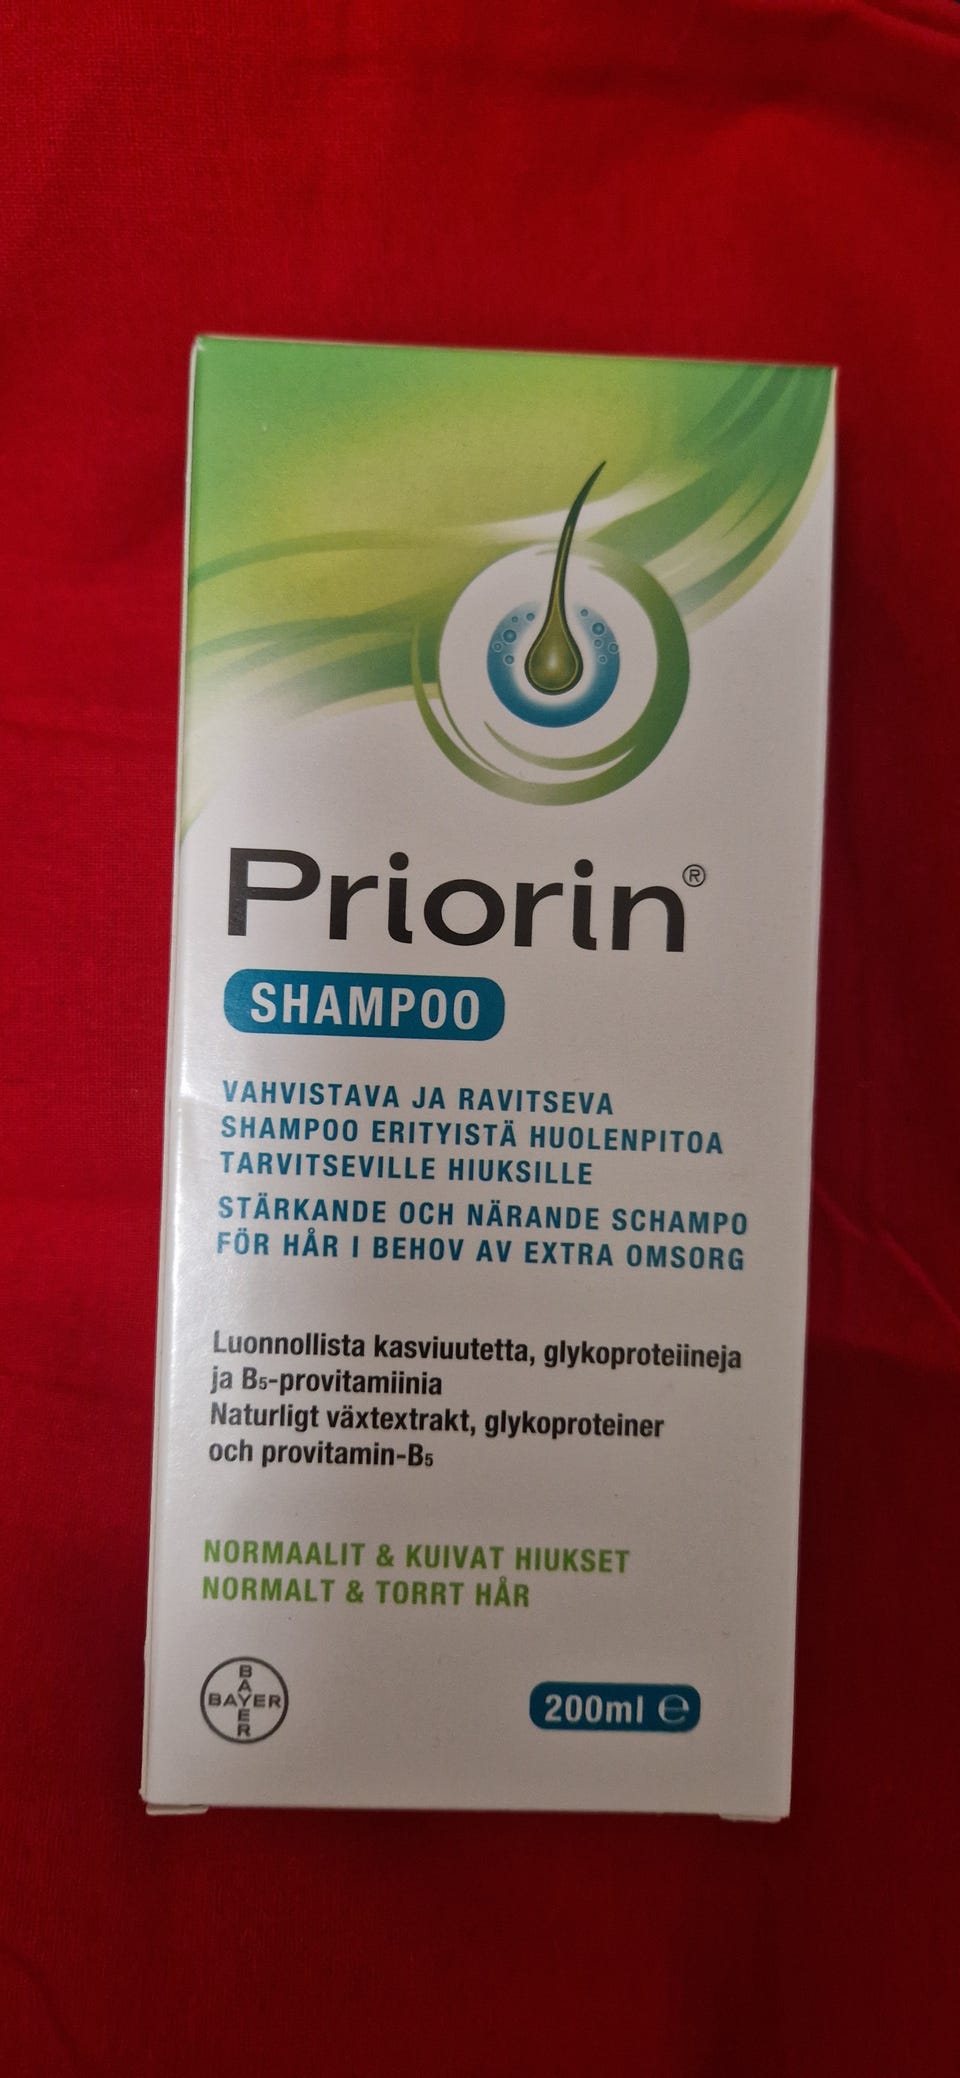 Priorin®
SHAMPOO
VAHVISTAVA JA RAVITSEVA
SHAMPOO ERITYISTÄ HUOLENPITOA
TARVITSEVILLE HIUKSILLE
STÄRKANDE OCH NÄRANDE SCHAMPO
FÖR HÅR I BEHOV AV EXTRA OMSORG
Luonnollista kasviuutetta, glykoproteiineja
ja B₅-provitamiinia
Naturligt växtextrakt, glykoproteiner
och provitamin-B₅
NORMAALIT & KUIVAT HIUKSET
NORMALT & TORRT HÅR
BAYER
BAYER
200ml ℮